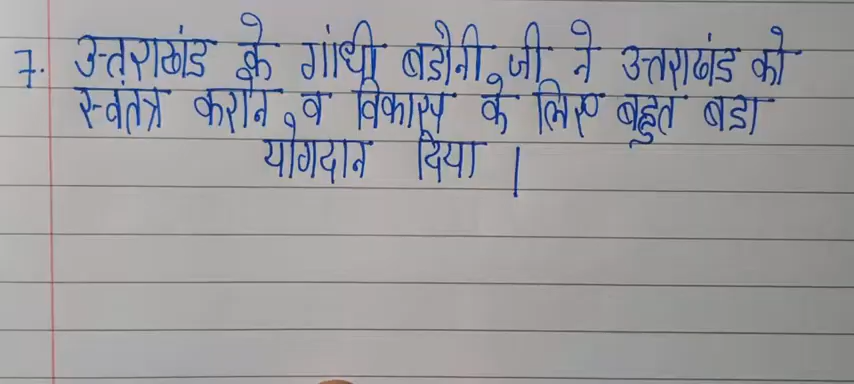 7. उत्तराखंड के गांधी बडोनी जी ने उत्तराखंड को
स्वतंत्र कराने व विकास के लिए बहुत बडा
योगदान दिया |